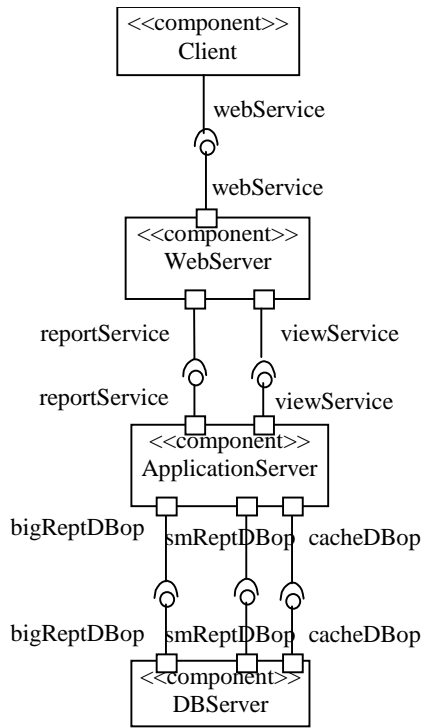 <<component>>
Client
webService
webService
<<component>>
WebServer
reportService viewService
reportService viewService
<<component>>
ApplicationServer
bigReptDBop smReptDBop cacheDBop
bigReptDBop smReptDBop cacheDBop
<<component>>
DBServer